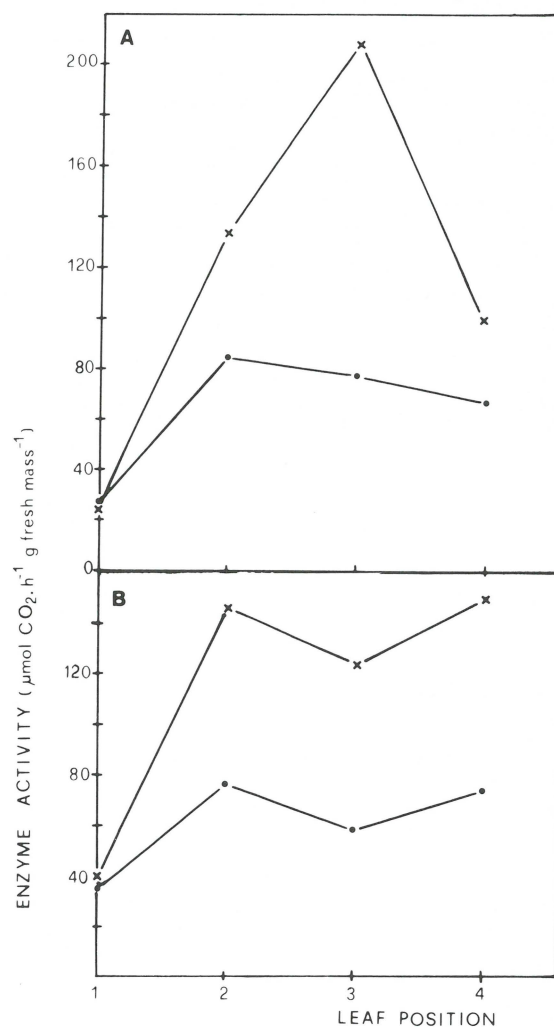 A
200
160
120
80
40
0
B
120
80
40
1 2 3 4
LEAF POSITION
ENZYME ACTIVITY (µmol CO₂.h⁻¹ g fresh mass⁻¹)